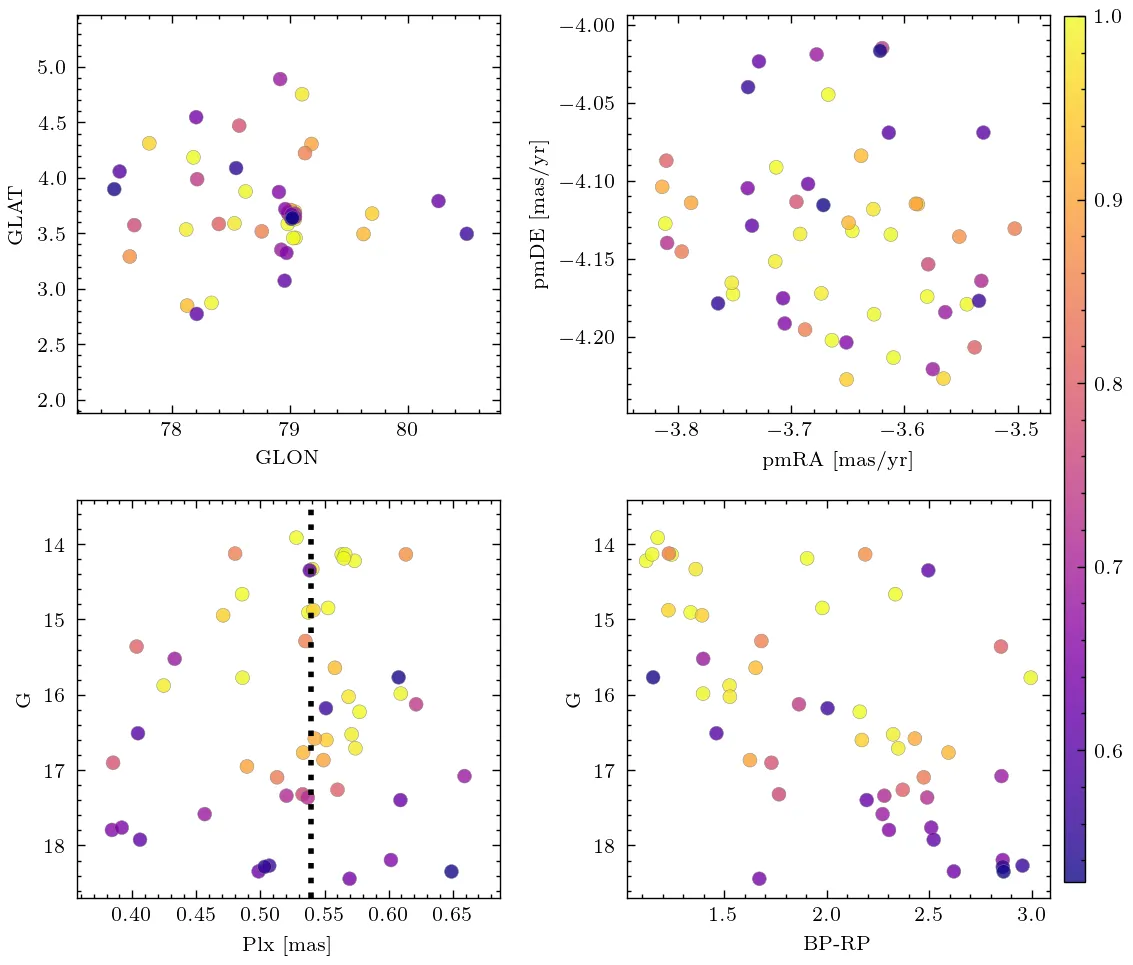 5.0
4.5
4.0
3.5
3.0
2.5
2.0
GLAT
78 79 80
GLON
−4.00
−4.05
−4.10
−4.15
−4.20
pmDE [mas/yr]
−3.8 −3.7 −3.6 −3.5
pmRA [mas/yr]
1.0
0.9
0.8
0.7
0.6
14
15
16
17
18
G
0.40 0.45 0.50 0.55 0.60 0.65
Plx [mas]
14
15
16
17
18
G
1.5 2.0 2.5 3.0
BP-RP